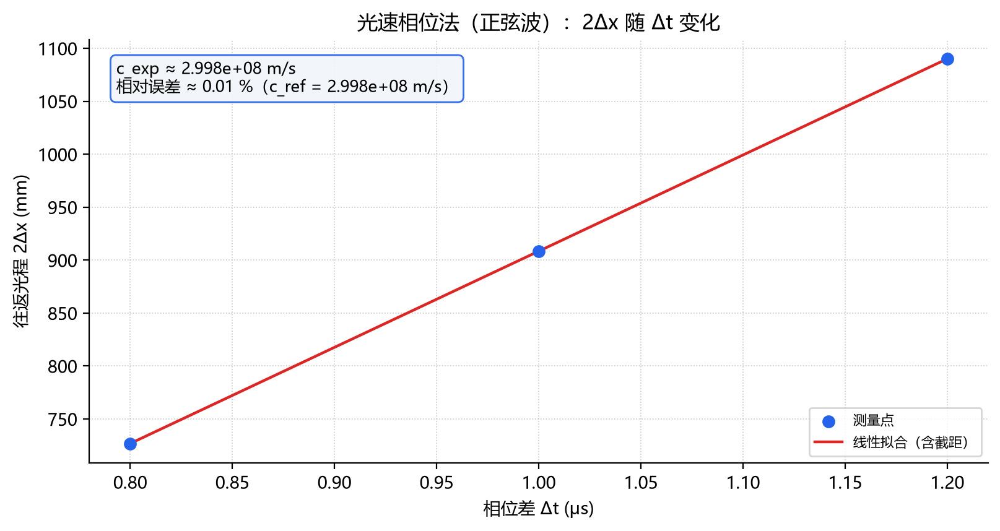 光速相位法（正弦波）：2Δx 随 Δt 变化
c_exp ≈ 2.998e+08 m/s
相对误差 ≈ 0.01 %（c_ref = 2.998e+08 m/s）
往返光程 2Δx (mm)
1100
1050
1000
950
900
850
800
750
测量点
线性拟合（含截距）
0.80 0.85 0.90 0.95 1.00 1.05 1.10 1.15 1.20
相位差 Δt (μs)